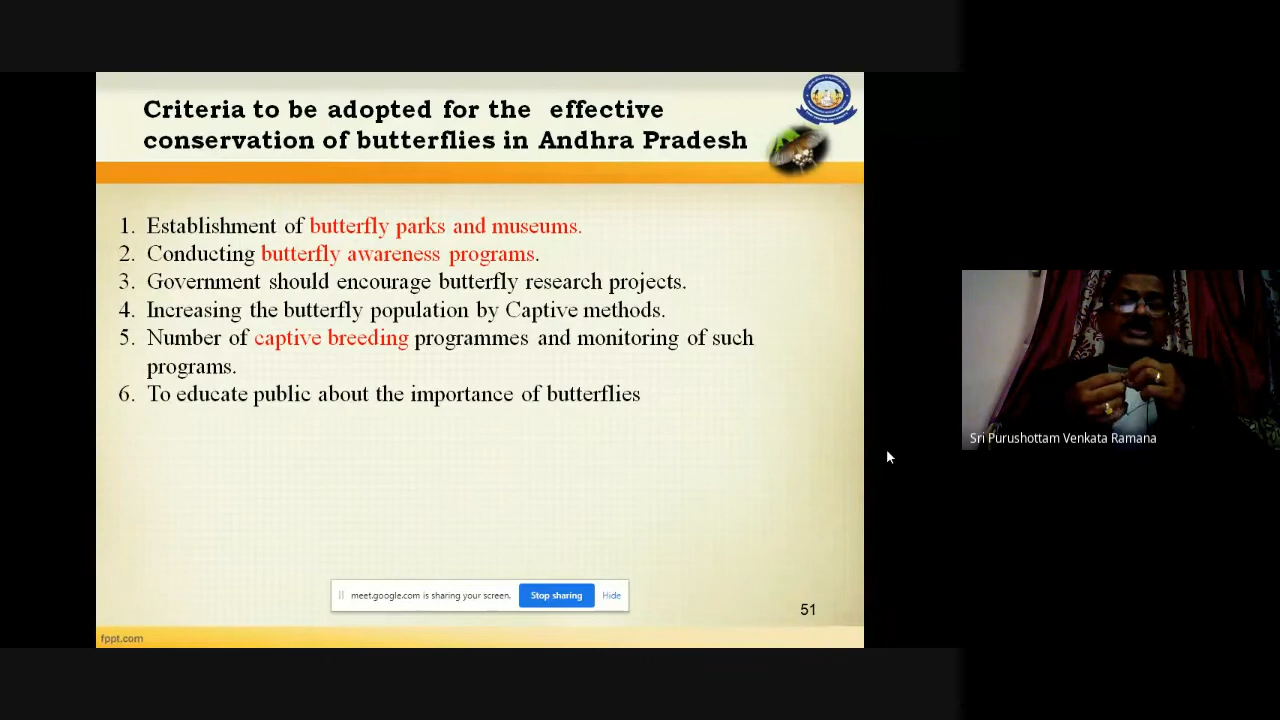 Criteria to be adopted for the effective
conservation of butterflies in Andhra Pradesh
1. Establishment of butterfly parks and museums.
2. Conducting butterfly awareness programs.
3. Government should encourage butterfly research projects.
4. Increasing the butterfly population by Captive methods.
5. Number of captive breeding programmes and monitoring of such
programs.
6. To educate public about the importance of butterflies
Sri Purushottam Venkata Ramana
meet.google.com is sharing your screen. Stop sharing Hide
51
fppt.com